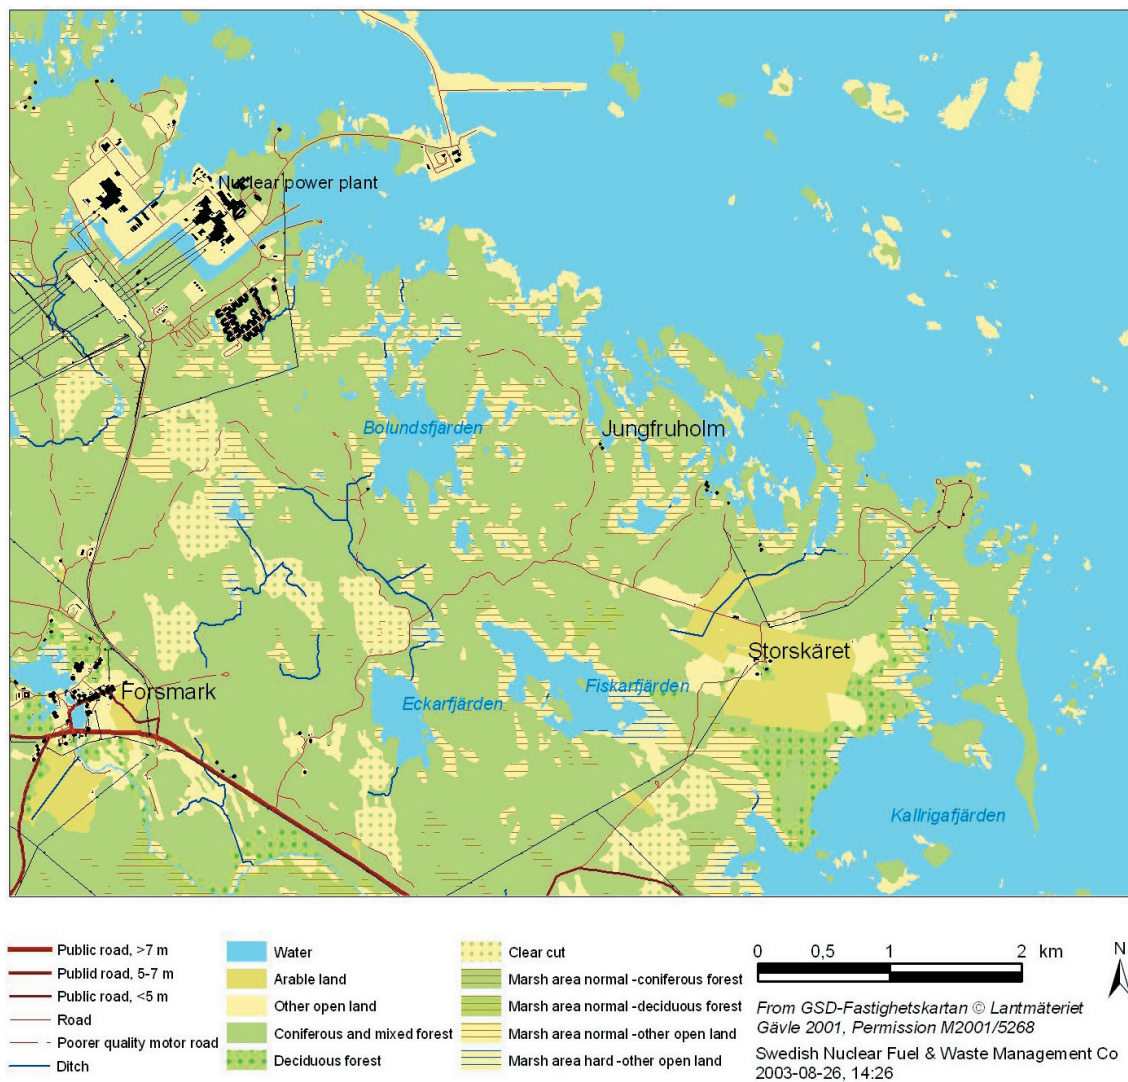 Nuclear power plant
Bolundsfjärden
Jungfruholm
Storskäret
Forsmark
Eckarfjärden
Fiskarfjärden
Kallrigafjärden
Public road, >7 m
Publid road, 5-7 m
Public road, <5 m
Road
Poorer quality motor road
Ditch
Water
Arable land
Other open land
Coniferous and mixed forest
Deciduous forest
Clear cut
Marsh area normal -coniferous forest
Marsh area normal -deciduous forest
Marsh area normal -other open land
Marsh area hard -other open land
0 0,5 1 2 km
N
From GSD-Fastighetskartan © Lantmäteriet
Gävle 2001, Permission M2001/5268
Swedish Nuclear Fuel & Waste Management Co
2003-08-26, 14:26